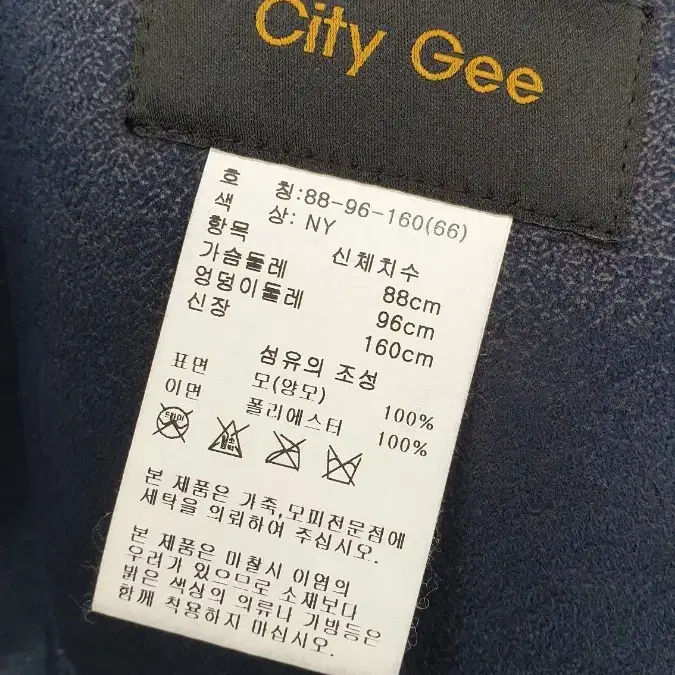 City Gee
호 칭:88-96-160(66)
색 상: NY
항목 신체치수
가슴둘레 88cm
엉덩이둘레 96cm
신장 160cm
섬유의 조성
표면 모(양모) 100%
이면 폴리에스터 100%
드라이
본 제품은 가죽,모피전문점에
세탁을 의뢰하여 주십시오.
본 제품은 마찰시 이염의
우려가 있으므로 소재보다
밝은 색상의 의류나 가방등은
함께 착용하지 마십시오.